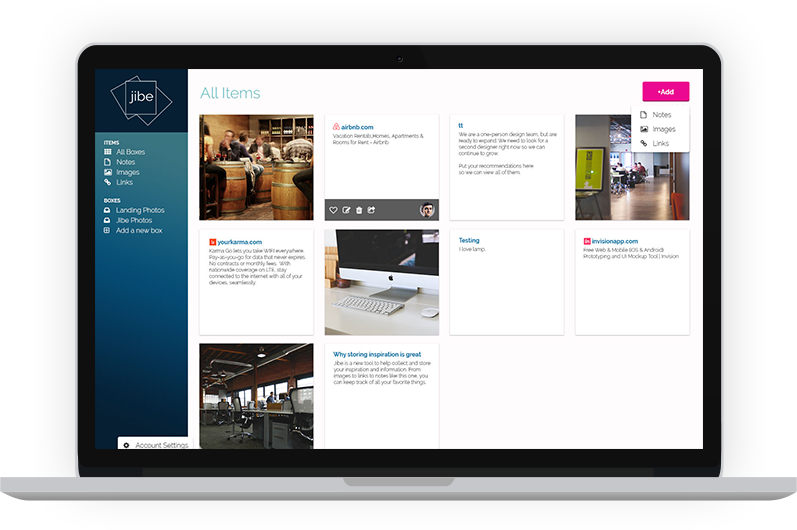 jibe
ITEMS
All Boxes
Notes
Images
Links
BOXES
Landing Photos
Jibe Photos
Add a new box
Account Settings
All Items
+Add
Notes
Images
Links
airbnb.com
Vacation Rentals,Homes, Apartments &
Rooms for Rent - Airbnb
tt
We are a one-person design team, but are
ready to expand. We need to look for a
second designer right now so we can
continue to grow.
Put your recommendations here
so we can view all of them.
yourkarma.com
Karma Go lets you take WIFI everywhere.
Pay-as-you-go for data that never expires.
No contracts or monthly fees. With
nationwide coverage on LTE, stay
connected to the internet with all of your
devices, seamlessly.
Testing
I love lamp.
in invisionapp.com
Free Web & Mobile (iOS & Android)
Prototyping and UI Mockup Tool | Invision
Why storing inspiration is great
Jibe is a new tool to help collect and store
your inspiration and information. From
images to links to notes like this one, you
can keep track of all your favorite things.